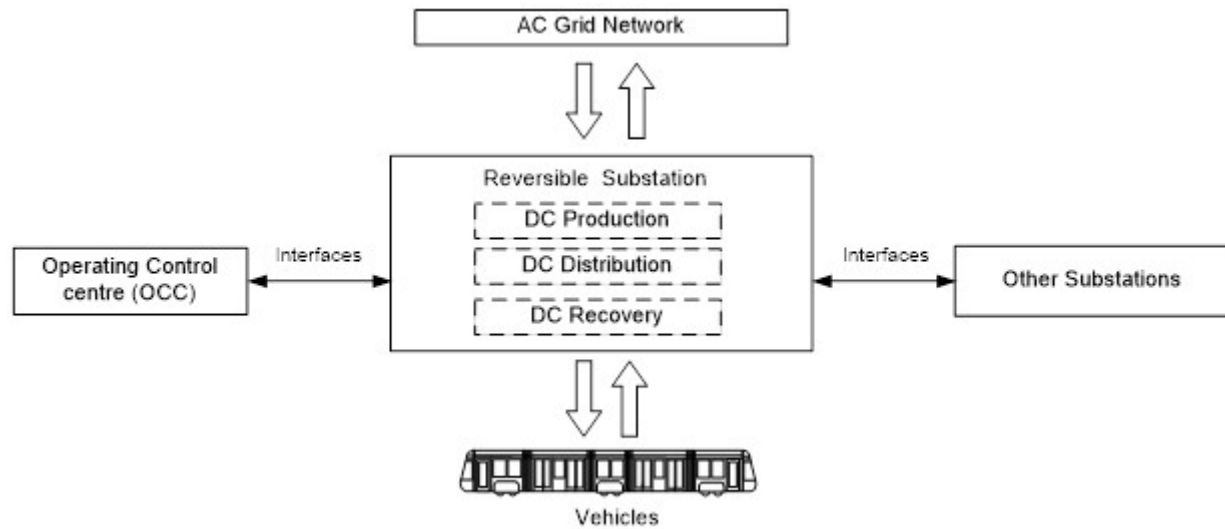 AC Grid Network
Reversible Substation
DC Production
DC Distribution
DC Recovery
Operating Control
centre (OCC)
Interfaces
Interfaces
Other Substations
Vehicles